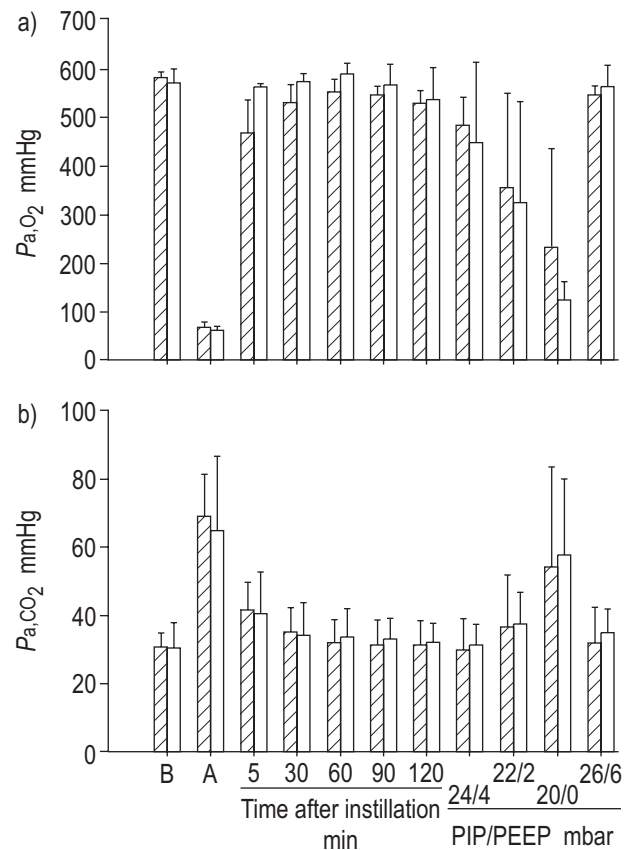 a)
700
600
500
400
300
200
100
0
Pa,O2 mmHg
b)
100
80
60
40
20
0
Pa,CO2 mmHg
B A 5 30 60 90 120 24/4 22/2 20/0 26/6
Time after instillation
min
PIP/PEEP mbar